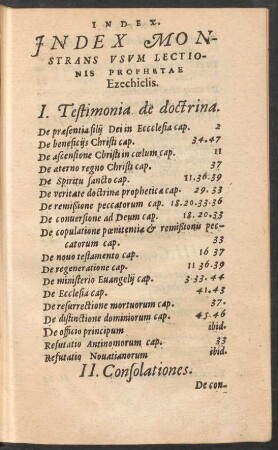 INDEX.
INDEX MON-
STRANS VSVM LECTIO-
NIS PROPHETAE
Ezechielis.
I. Testimonia de doctrina.
De præsentia filij Dei in Eccclesia cap. 2
De beneficijs Christi cap. 34.47
De ascensione Christi in cœlum cap. 11
De æterno regno Christi cap. 37
De Spiritu sancto cap. 11.36.39
De veritate doctrinæ propheticæ cap. 29.33
De remißione peccatorum cap. 18.20.33.36
De conuersione ad Deum cap. 18.20.33
De copulatione pœnitentiæ & remißionis pec-
catorum cap. 33
De nouo testamento cap. 16 37
De regeneratione cap. 11 36.39
De ministerio Euangelij cap. 3.33.44
De Ecclesia cap. 41.43
De resurrectione mortuorum cap. 37.
De distinctione dominiorum cap. 45.46
De officio principum ibid.
Refutatio Antinomorum cap. 33
Refutatio Nouatianorum ibid.
II. Consolationes.
De con-